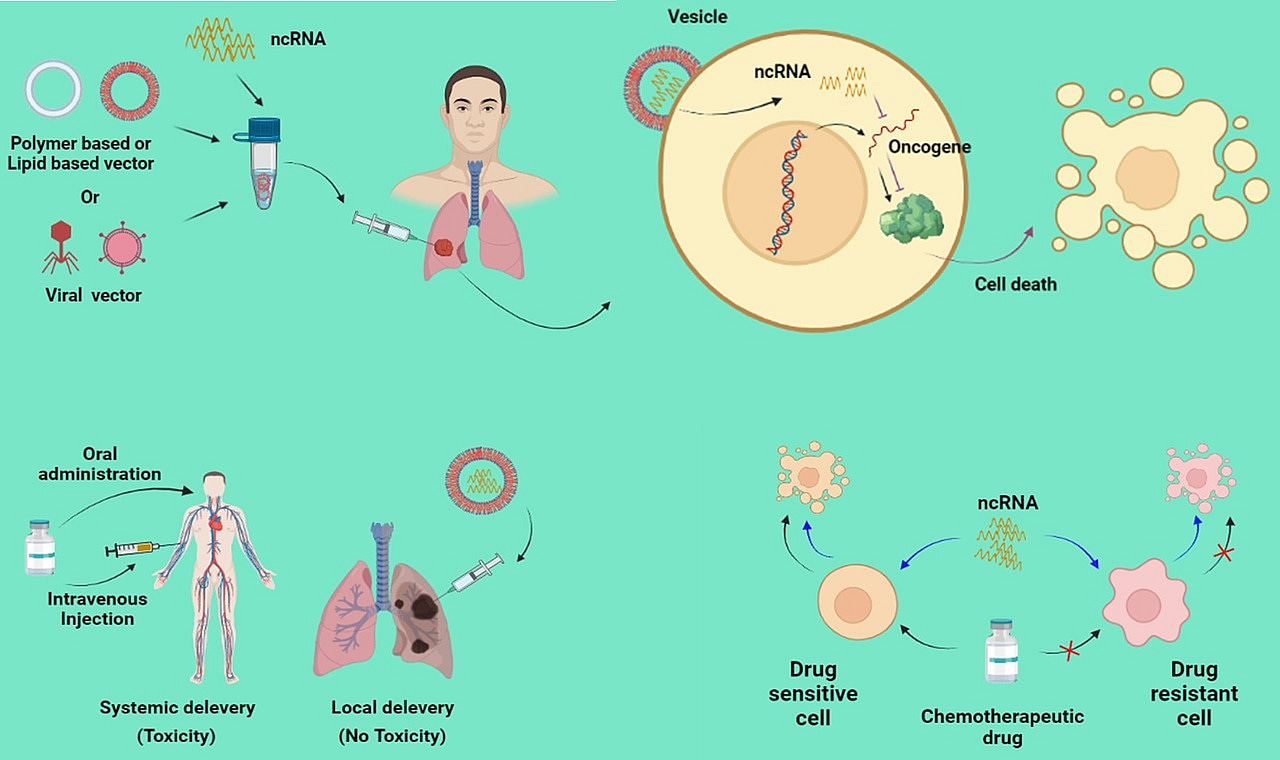 ncRNA
Polymer based or
Lipid based vector
Or
Viral vector
Vesicle
ncRNA
Oncogene
Cell death
Oral
administration
Intravenous
Injection
Systemic delevery
(Toxicity)
Local delevery
(No Toxicity)
ncRNA
Drug
sensitive
cell
Chemotherapeutic
drug
Drug
resistant
cell